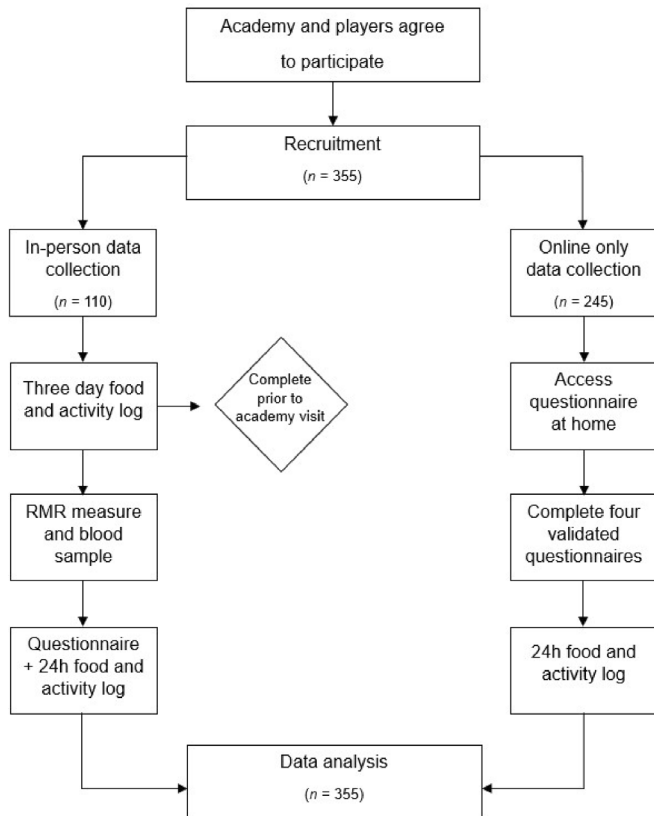 Academy and players agree
to participate
Recruitment
(n = 355)
In-person data
collection
(n = 110)
Online only
data collection
(n = 245)
Three day food
and activity log
Complete
prior to
academy visit
Access
questionnaire
at home
RMR measure
and blood
sample
Complete four
validated
questionnaires
Questionnaire
+ 24h food and
activity log
24h food and
activity log
Data analysis
(n = 355)